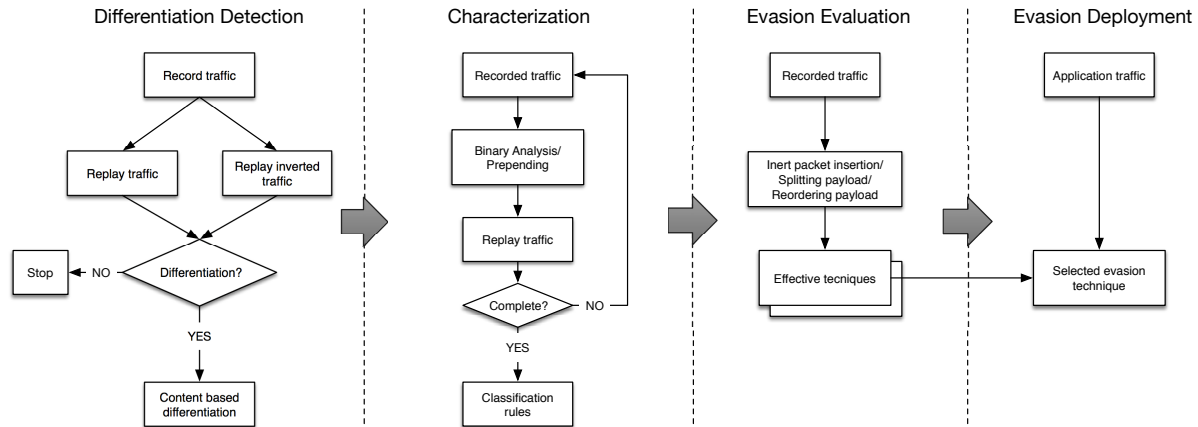 Differentiation Detection
Record traffic
Replay traffic
Replay inverted
traffic
Differentiation?
NO
Stop
YES
Content based
differentiation
Characterization
Recorded traffic
Binary Analysis/
Prepending
Replay traffic
Complete?
NO
YES
Classification
rules
Evasion Evaluation
Recorded traffic
Inert packet insertion/
Splitting payload/
Reordering payload
Effective tecniques
Evasion Deployment
Application traffic
Selected evasion
technique